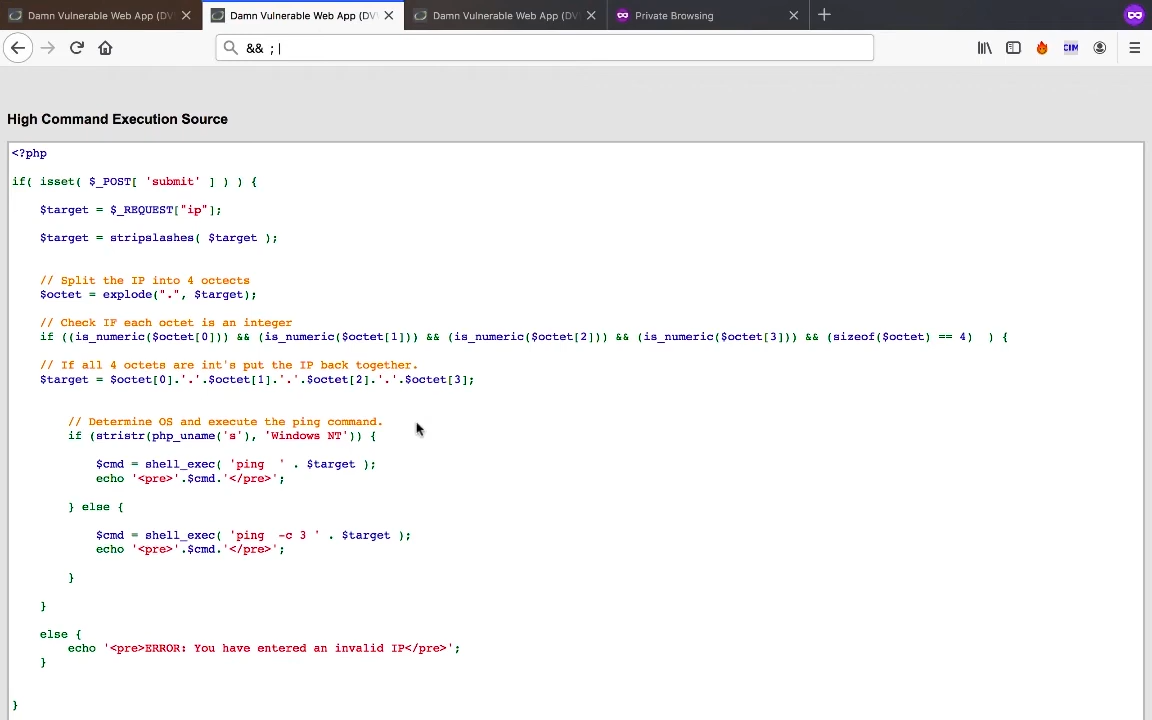 Damn Vulnerable Web App (DV
Damn Vulnerable Web App (DV
Damn Vulnerable Web App (DV
Private Browsing
&& ;|
CIM
High Command Execution Source
<?php
if( isset( $_POST[ 'submit' ] ) ) {
$target = $_REQUEST["ip"];
$target = stripslashes( $target );
// Split the IP into 4 octects
$octet = explode(".", $target);
// Check IF each octet is an integer
if ((is_numeric($octet[0])) && (is_numeric($octet[1])) && (is_numeric($octet[2])) && (is_numeric($octet[3])) && (sizeof($octet) == 4)  ) {
// If all 4 octets are int's put the IP back together.
$target = $octet[0].'.'.$octet[1].'.'.$octet[2].'.'.$octet[3];
// Determine OS and execute the ping command.
if (stristr(php_uname('s'), 'Windows NT')) {
$cmd = shell_exec( 'ping  ' . $target );
echo '<pre>'.$cmd.'</pre>';
} else {
$cmd = shell_exec( 'ping  -c 3 ' . $target );
echo '<pre>'.$cmd.'</pre>';
}
}
else {
echo '<pre>ERROR: You have entered an invalid IP</pre>';
}
}